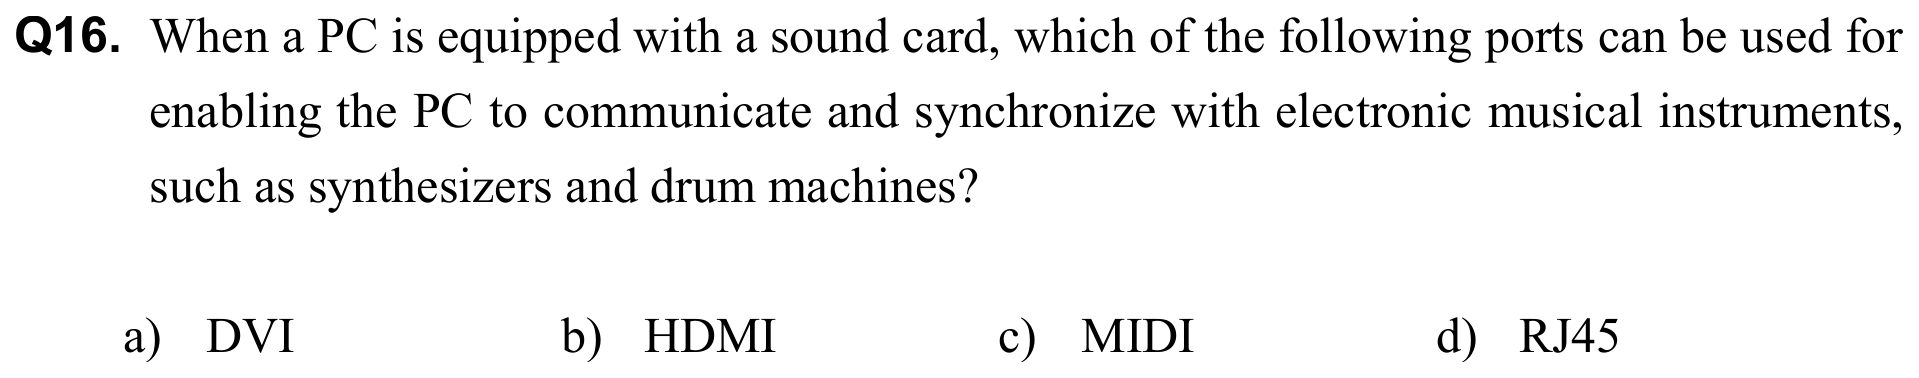 Q16. When a PC is equipped with a sound card, which of the following ports can be used for
enabling the PC to communicate and synchronize with electronic musical instruments,
such as synthesizers and drum machines?
a) DVI b) HDMI c) MIDI d) RJ45